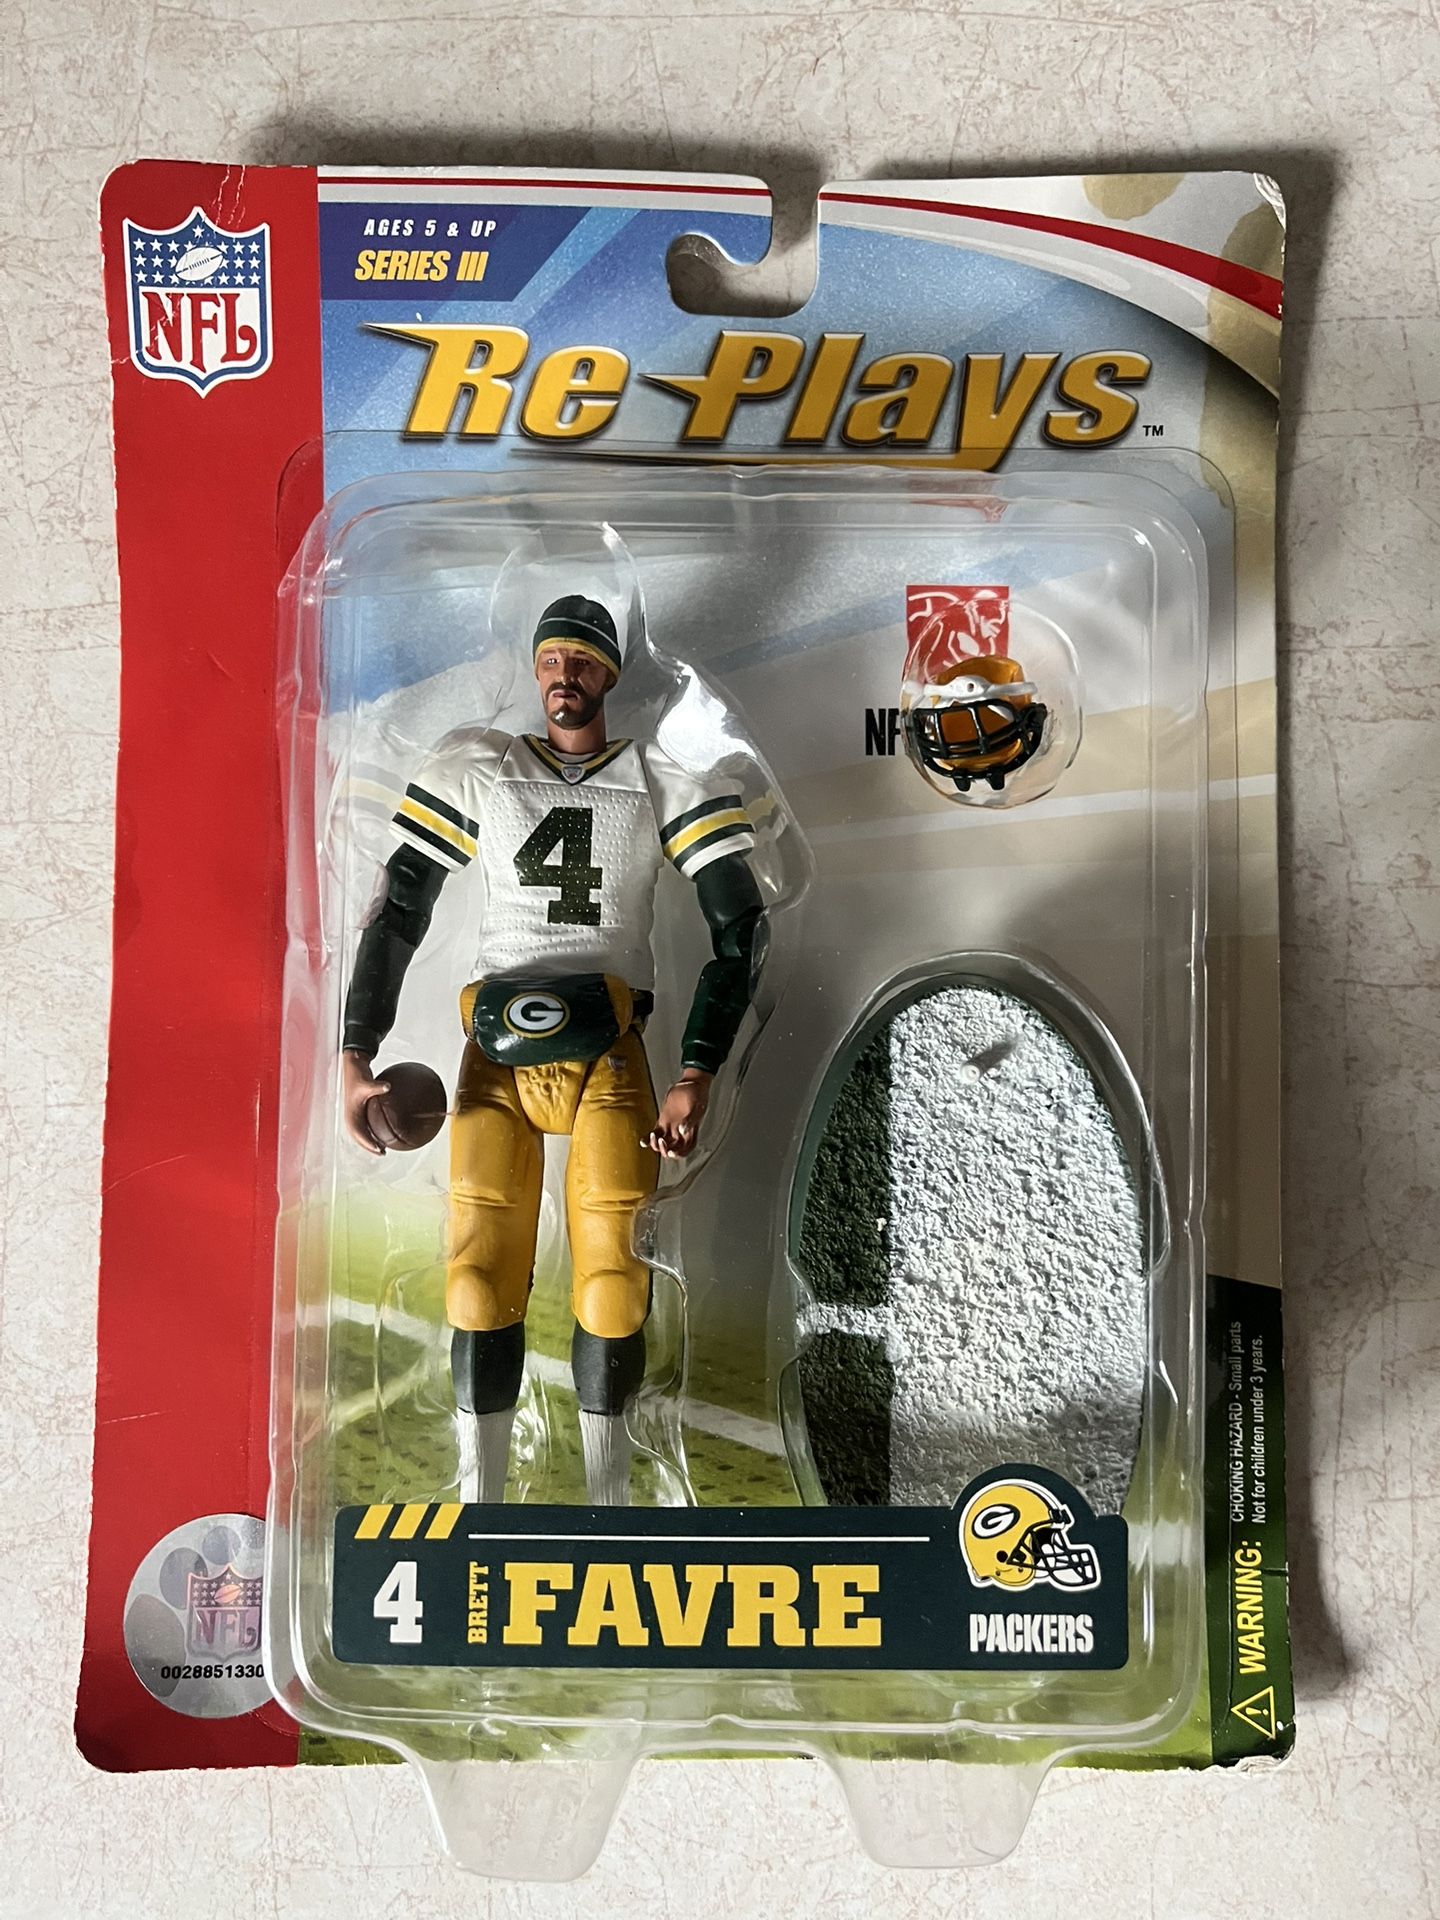 AGES 5 & UP
SERIES III
NFL
Re Plays
TM
4
G
NF
4
BRETT
FAVRE
G
PACKERS
NFL
0028851330
WARNING:
CHOKING HAZARD - Small parts
Not for children under 3 years.